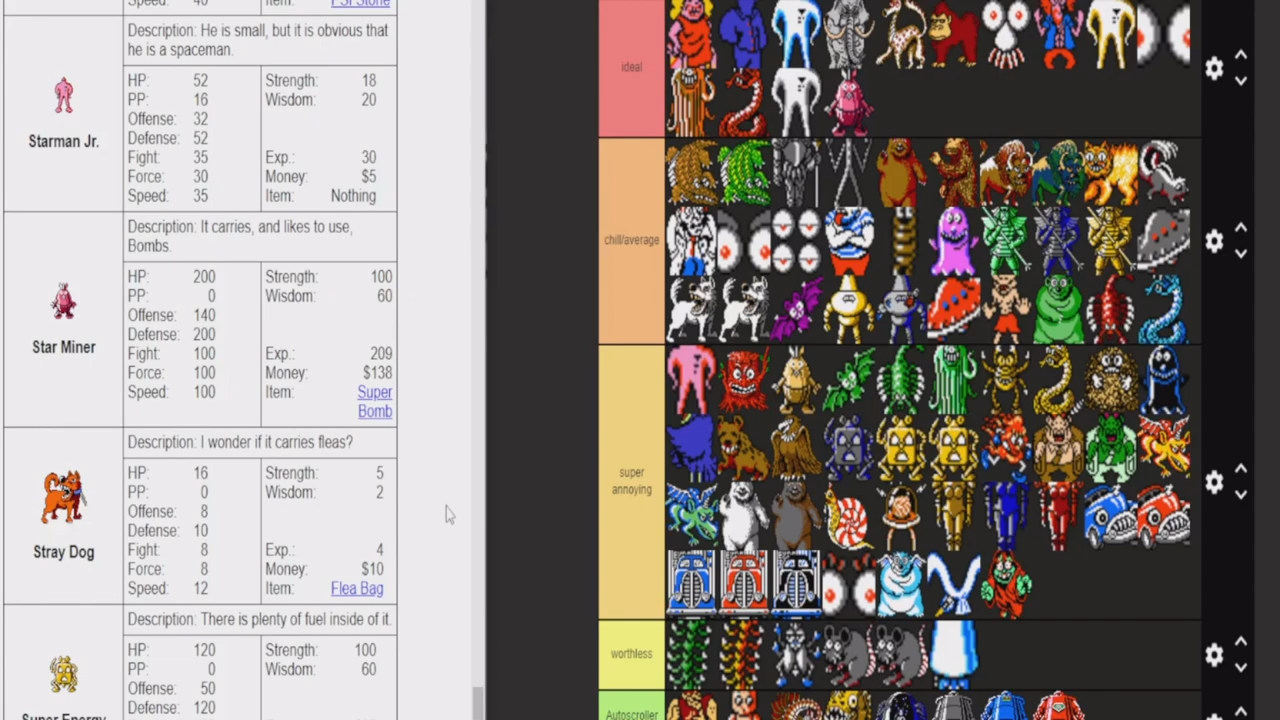 Speed: 40 Item: PSI Stone
Description: He is small, but it is obvious that
he is a spaceman.
Starman Jr.
HP: 52 Strength: 18
PP: 16 Wisdom: 20
Offense: 32
Defense: 52
Fight: 35 Exp.: 30
Force: 30 Money: $5
Speed: 35 Item: Nothing
Description: It carries, and likes to use,
Bombs.
Star Miner
HP: 200 Strength: 100
PP: 0 Wisdom: 60
Offense: 140
Defense: 200
Fight: 100 Exp.: 209
Force: 100 Money: $138
Speed: 100 Item: Super
Bomb
Description: I wonder if it carries fleas?
Stray Dog
HP: 16 Strength: 5
PP: 0 Wisdom: 2
Offense: 8
Defense: 10
Fight: 8 Exp.: 4
Force: 8 Money: $10
Speed: 12 Item: Flea Bag
Description: There is plenty of fuel inside of it.
Super Energy
HP: 120 Strength: 100
PP: 0 Wisdom: 60
Offense: 50
Defense: 120
ideal
chill/average
super
annoying
worthless
Autoscroller